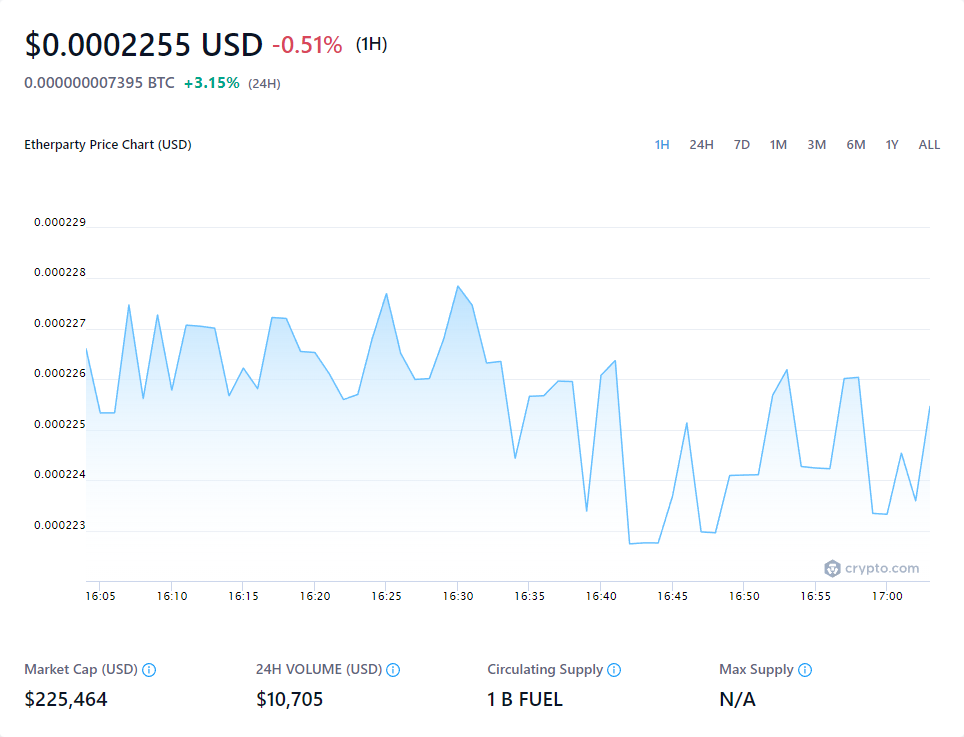 $0.0002255 USD -0.51% (1H)
0.000000007395 BTC +3.15% (24H)
Etherparty Price Chart (USD)
1H 24H 7D 1M 3M 6M 1Y ALL
0.000229
0.000228
0.000227
0.000226
0.000225
0.000224
0.000223
crypto.com
16:05 16:10 16:15 16:20 16:25 16:30 16:35 16:40 16:45 16:50 16:55 17:00
Market Cap (USD) 24H VOLUME (USD) Circulating Supply Max Supply
$225,464 $10,705 1 B FUEL N/A